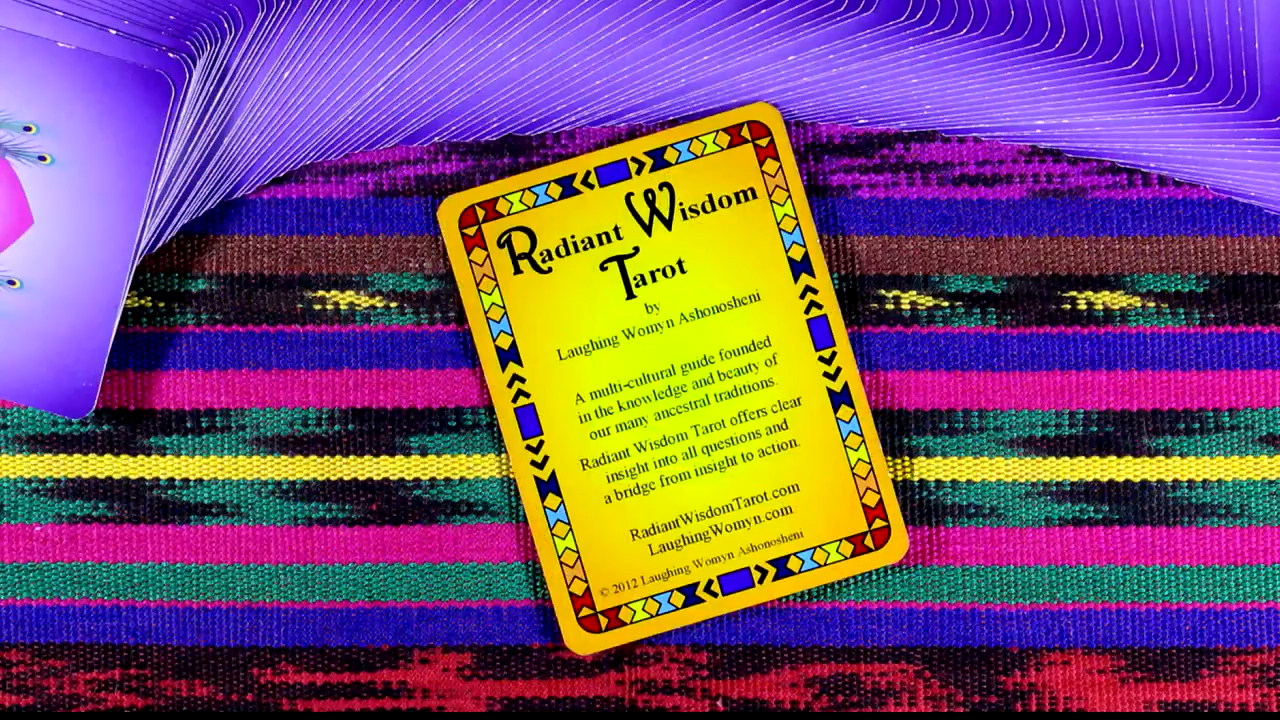 Radiant Wisdom
Tarot
by
Laughing Womyn Ashonosheni
A multi-cultural guide founded
in the knowledge and beauty of
our many ancestral traditions.
Radiant Wisdom Tarot offers clear
insight into all questions and
a bridge from insight to action.
RadiantWisdomTarot.com
LaughingWomyn.com
© 2012 Laughing Womyn Ashonosheni